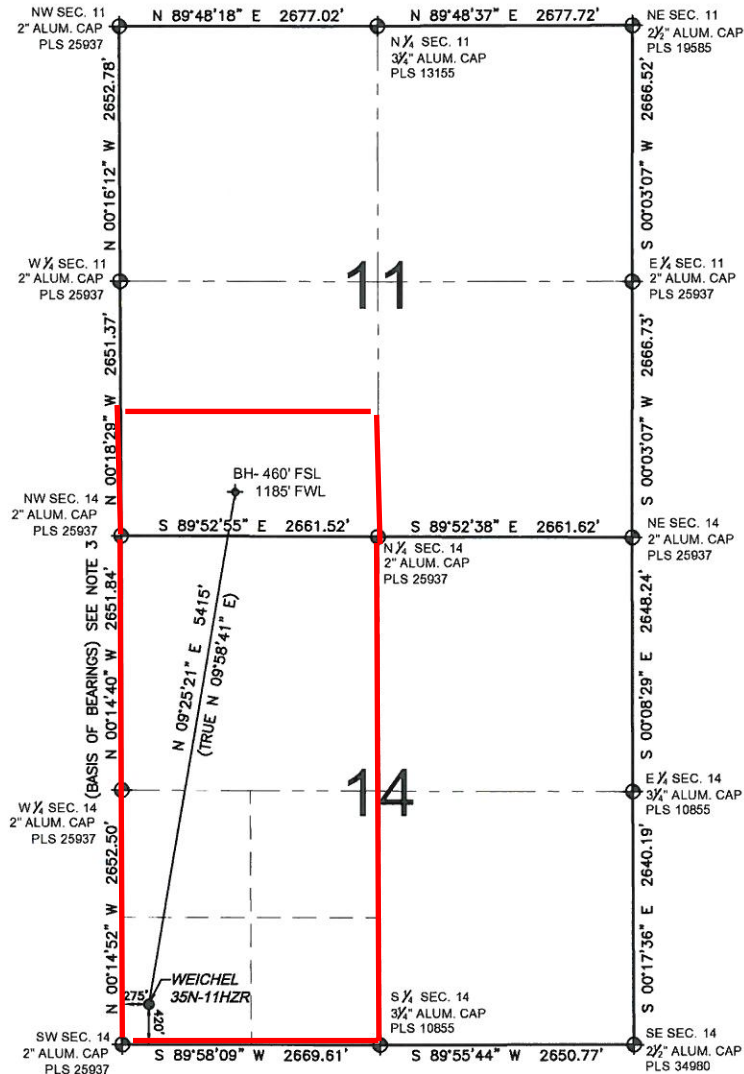 NW SEC. 11
2" ALUM. CAP
PLS 25937
N 89°48'18" E 2677.02'
N 89°48'37" E 2677.72'
NE SEC. 11
2½" ALUM. CAP
PLS 19585
N ¼ SEC. 11
3¼" ALUM. CAP
PLS 13155
N 00°16'12" W 2652.78'
S 00°03'07" W 2666.52'
W ¼ SEC. 11
2" ALUM. CAP
PLS 25937
11
E ¼ SEC. 11
2" ALUM. CAP
PLS 25937
N 00°18'29" W 2651.37'
S 00°03'07" W 2666.73'
BH- 460' FSL
1185' FWL
NW SEC. 14
2" ALUM. CAP
PLS 25937
S 89°52'55" E 2661.52'
S 89°52'38" E 2661.62'
NE SEC. 14
2" ALUM. CAP
PLS 25937
N ¼ SEC. 14
2" ALUM. CAP
PLS 25937
(BASIS OF BEARINGS) SEE NOTE 3
N 00°14'40" W 2651.84'
N 09°25'21" E 5415'
(TRUE N 09°58'41" E)
S 00°08'29" E 2648.24'
W ¼ SEC. 14
2" ALUM. CAP
PLS 25937
14
E ¼ SEC. 14
3¼" ALUM. CAP
PLS 10855
N 00°14'52" W 2652.50'
S 00°17'36" E 2640.19'
WEICHEL
35N-11HZR
275'
420'
S ¼ SEC. 14
3¼" ALUM. CAP
PLS 10855
SW SEC. 14
2" ALUM. CAP
PLS 25937
S 89°58'09" W 2669.61'
S 89°55'44" W 2650.77'
SE SEC. 14
2½" ALUM. CAP
PLS 34980